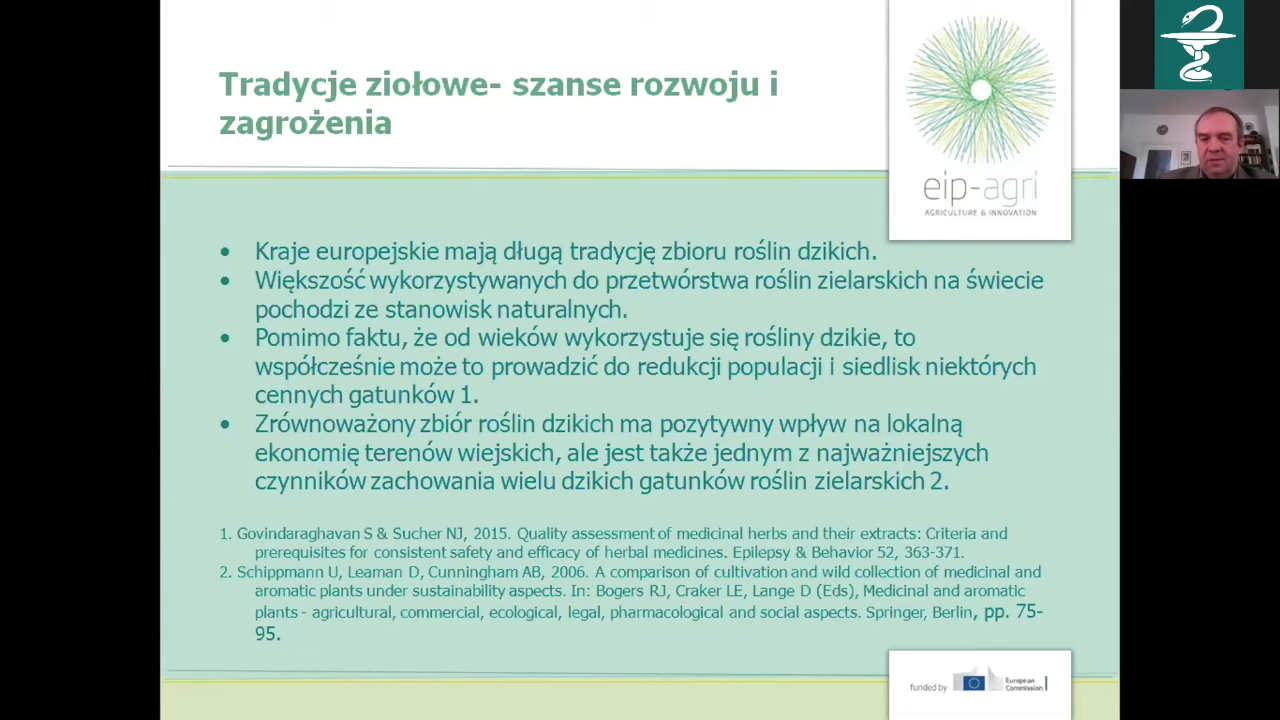 Tradycje ziołowe- szanse rozwoju i
zagrożenia
eip-agri
AGRICULTURE & INNOVATION
• Kraje europejskie mają długą tradycję zbioru roślin dzikich.
• Większość wykorzystywanych do przetwórstwa roślin zielarskich na świecie
pochodzi ze stanowisk naturalnych.
• Pomimo faktu, że od wieków wykorzystuje się rośliny dzikie, to
współcześnie może to prowadzić do redukcji populacji i siedlisk niektórych
cennych gatunków 1.
• Zrównoważony zbiór roślin dzikich ma pozytywny wpływ na lokalną
ekonomię terenów wiejskich, ale jest także jednym z najważniejszych
czynników zachowania wielu dzikich gatunków roślin zielarskich 2.
1. Govindaraghavan S & Sucher NJ, 2015. Quality assessment of medicinal herbs and their extracts: Criteria and
prerequisites for consistent safety and efficacy of herbal medicines. Epilepsy & Behavior 52, 363-371.
2. Schippmann U, Leaman D, Cunningham AB, 2006. A comparison of cultivation and wild collection of medicinal and
aromatic plants under sustainability aspects. In: Bogers RJ, Craker LE, Lange D (Eds), Medicinal and aromatic
plants - agricultural, commercial, ecological, legal, pharmacological and social aspects. Springer, Berlin, pp. 75-
95.
funded by
European
Commission